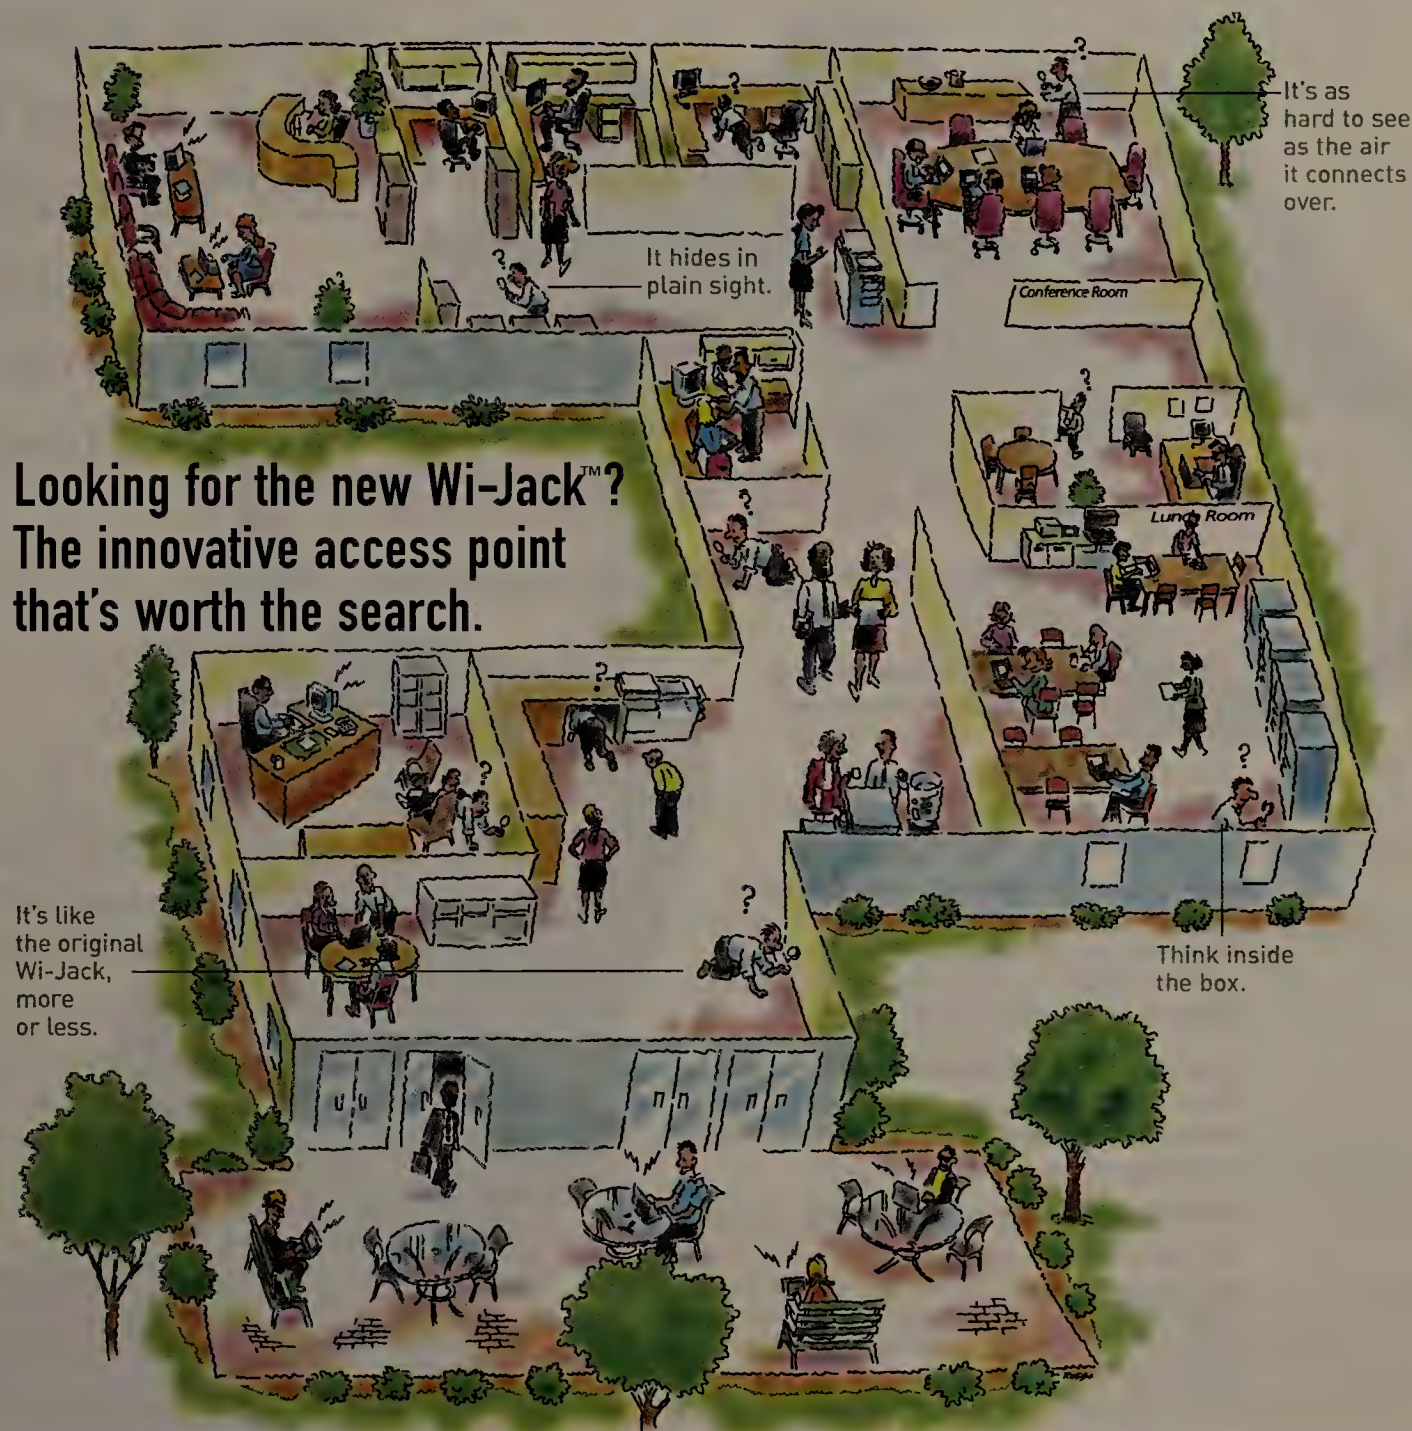 It's as
hard to see
as the air
it connects
over.
It hides in
plain sight.
Conference Room
Looking for the new Wi-Jack™?
The innovative access point
that's worth the search.
Lunch Room
It's like
the original
Wi-Jack,
more
or less.
Think inside
the box.
?
?
?
?
?
?
?
?
?